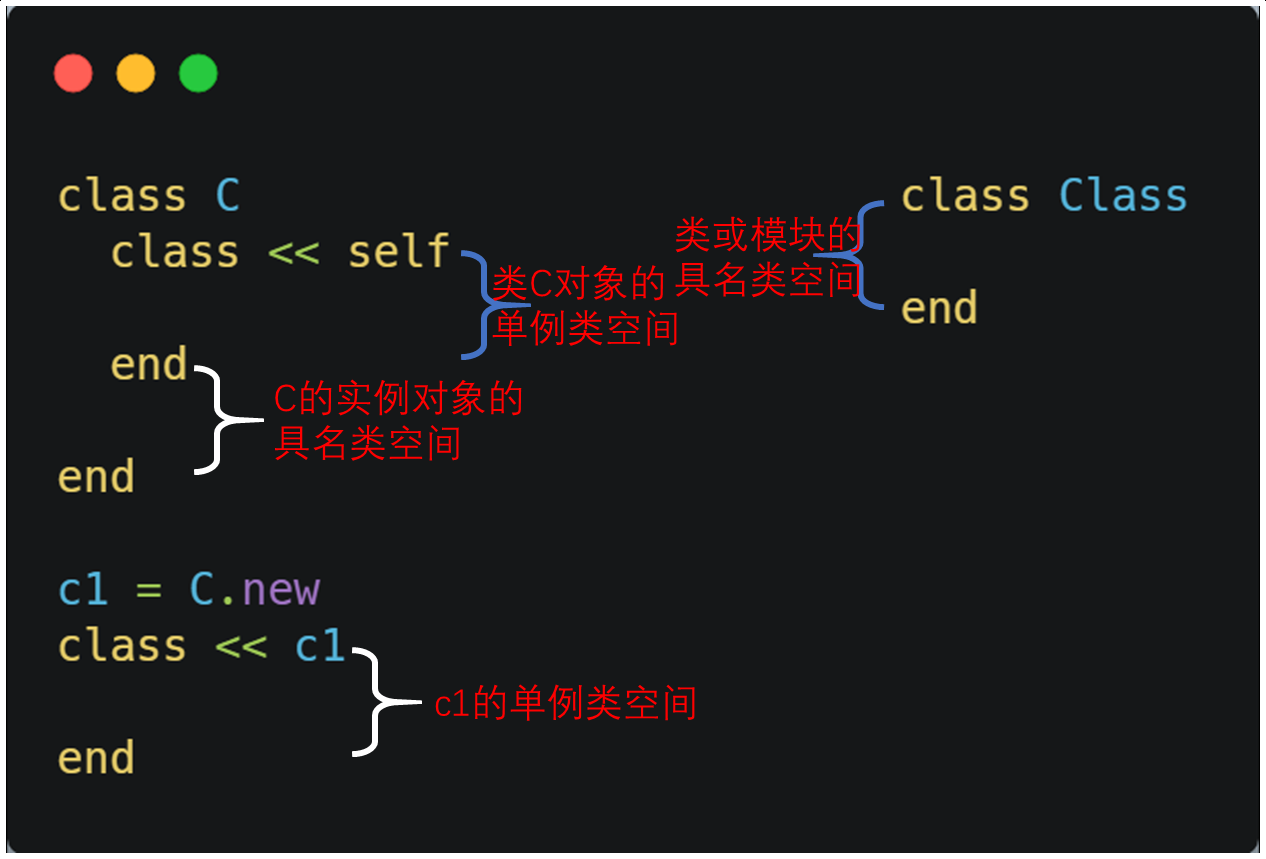 class C
class << self
end
end
c1 = C.new
class << c1
end
类C对象的
单例类空间
C的实例对象的
具名类空间
c1的单例类空间
类或模块的
具名类空间
class Class
end